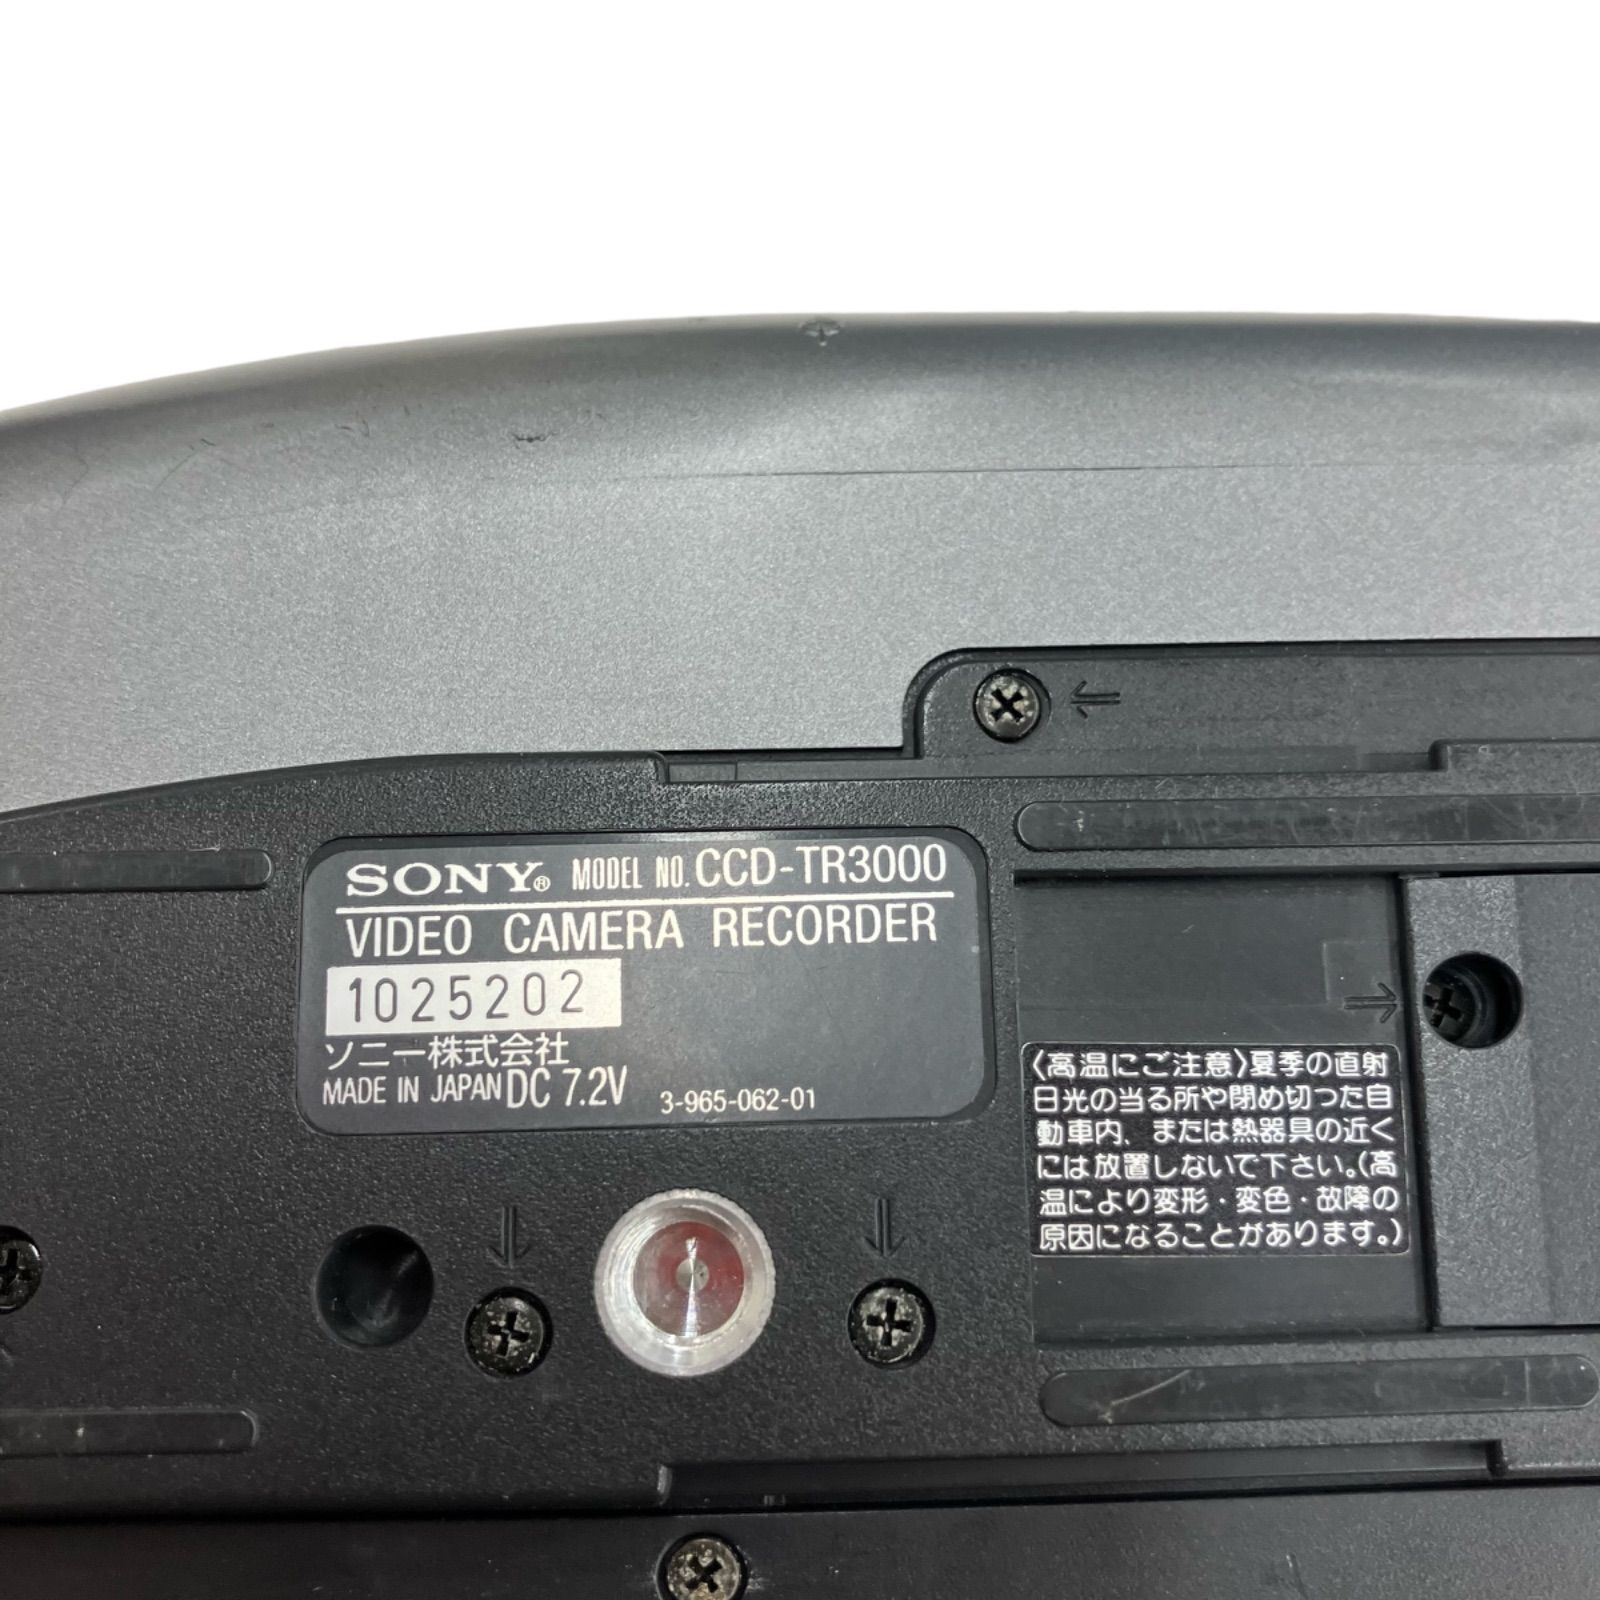 SONY® MODEL NO. CCD-TR3000
VIDEO CAMERA RECORDER
1025202
ソニー株式会社
MADE IN JAPAN DC 7.2V 3-965-062-01
〈高温にご注意〉夏季の直射
日光の当る所や閉め切った自
動車内、または熱器具の近く
には放置しないで下さい。(高
温により変形・変色・故障の
原因になることがあります。)